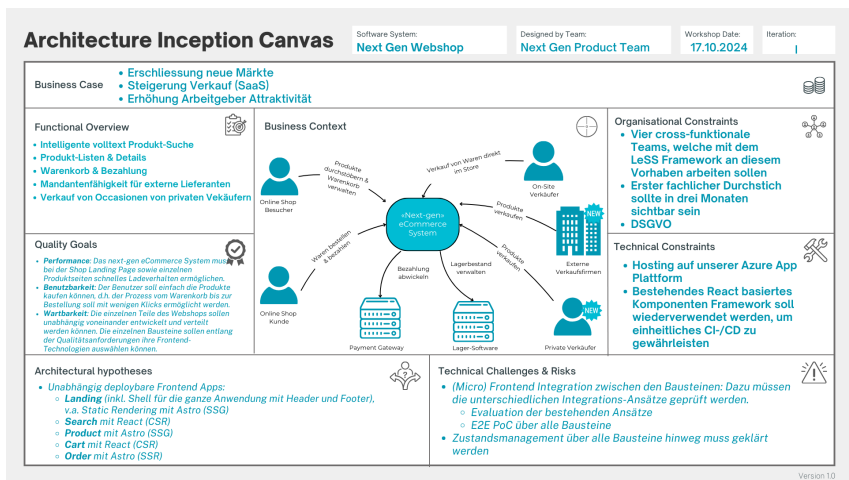 Architecture Inception Canvas
Software System:
Next Gen Webshop
Designed by Team:
Next Gen Product Team
Workshop Date:
17.10.2024
Iteration:
I
Business Case
• Erschliessung neue Märkte
• Steigerung Verkauf (SaaS)
• Erhöhung Arbeitgeber Attraktivität
Functional Overview
• Intelligente volltext Produkt-Suche
• Produkt-Listen & Details
• Warenkorb & Bezahlung
• Mandantenfähigkeit für externe Lieferanten
• Verkauf von Occasionen von privaten Vekäufern
Quality Goals
• Performance: Das next-gen eCommerce System muss
bei der Shop Landing Page sowie einzelnen
Produktseiten schnelles Ladeverhalten ermöglichen.
• Benutzbarkeit: Der Benutzer soll einfach die Produkte
kaufen können, d.h. der Prozess vom Warenkorb bis zur
Bestellung soll mit wenigen Klicks ermöglicht werden.
• Wartbarkeit: Die einzelnen Teile des Webshops sollen
unabhängig voneinander entwickelt und verteilt
werden können. Die einzelnen Bausteine sollen entlang
der Qualitätsanforderungen ihre Frontend-
Technologien auswählen können.
Business Context
Online Shop
Besucher
Produkte
durchstöbern &
Warenkorb
verwalten
Verkauf von Waren direkt
im Store
On-Site
Verkäufer
«Next-gen»
eCommerce
System
Produkte
verkaufen
NEW
Externe
Verkaufsfirmen
Waren bestellen
& bezahlen
Online Shop
Kunde
Bezahlung
abwickeln
Lagerbestand
verwalten
Produkte
verkaufen
NEW
Payment Gateway
Lager-Software
Private Verkäufer
Organisational Constraints
• Vier cross-funktionale
Teams, welche mit dem
LeSS Framework an diesem
Vorhaben arbeiten sollen
• Erster fachlicher Durchstich
sollte in drei Monaten
sichtbar sein
• DSGVO
Technical Constraints
• Hosting auf unserer Azure App
Plattform
• Bestehendes React basiertes
Komponenten Framework soll
wiederverwendet werden, um
einheitliches CI-/CD zu
gewährleisten
Architectural hypotheses
• Unabhängig deploybare Frontend Apps:
○ Landing (inkl. Shell für die ganze Anwendung mit Header und Footer),
v.a. Static Rendering mit Astro (SSG)
○ Search mit React (CSR)
○ Product mit Astro (SSG)
○ Cart mit React (CSR)
○ Order mit Astro (SSR)
Technical Challenges & Risks
• (Micro) Frontend Integration zwischen den Bausteinen: Dazu müssen
die unterschiedlichen Integrations-Ansätze geprüft werden.
○ Evaluation der bestehenden Ansätze
○ E2E PoC über alle Bausteine
• Zustandsmanagement über alle Bausteine hinweg muss geklärt
werden
Version 1.0